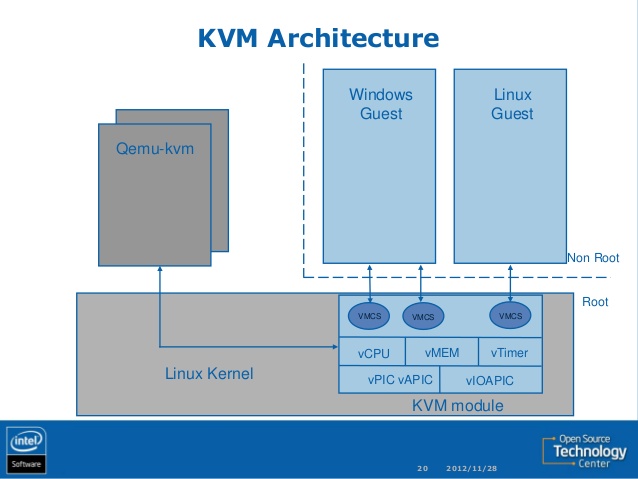 KVM Architecture
Windows
Guest
Linux
Guest
Qemu-kvm
Non Root
Root
VMCS
VMCS
VMCS
vCPU
vMEM
vTimer
Linux Kernel
vPIC vAPIC
vIOAPIC
KVM module
intel
Software
Open Source
Technology
Center
20 2012/11/28